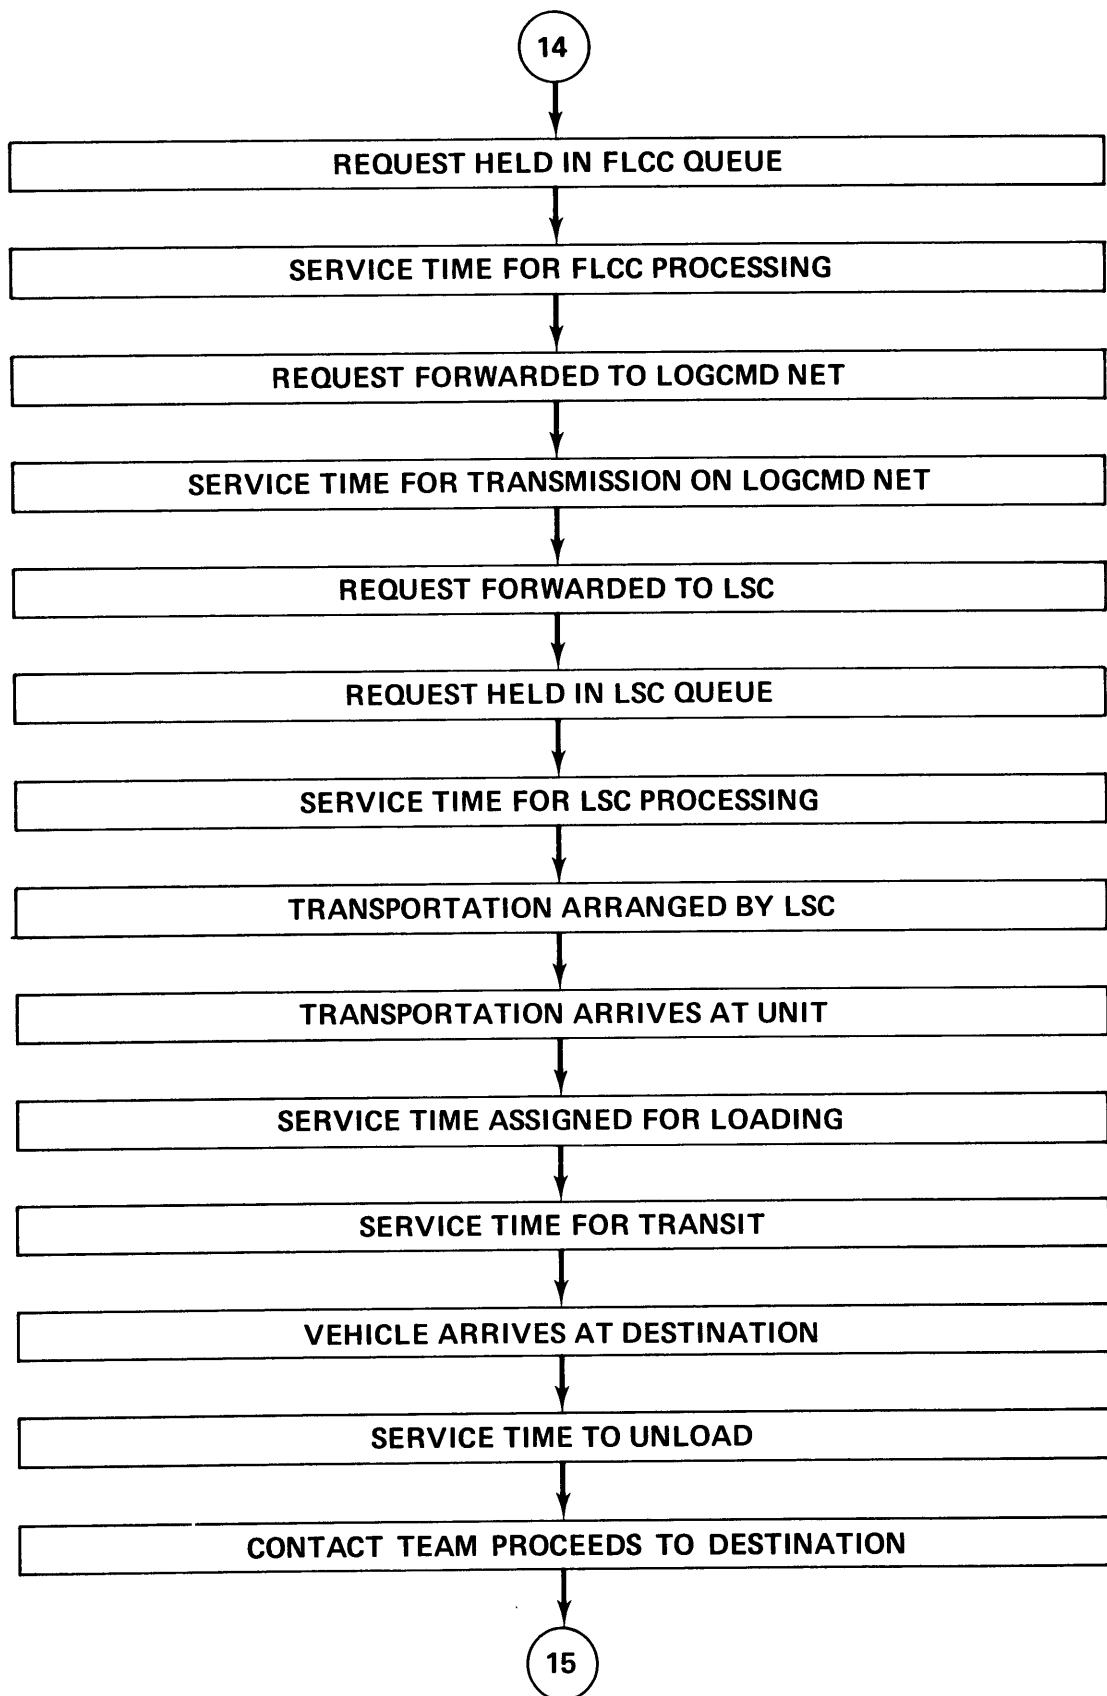 14
REQUEST HELD IN FLCC QUEUE
SERVICE TIME FOR FLCC PROCESSING
REQUEST FORWARDED TO LOGCMD NET
SERVICE TIME FOR TRANSMISSION ON LOGCMD NET
REQUEST FORWARDED TO LSC
REQUEST HELD IN LSC QUEUE
SERVICE TIME FOR LSC PROCESSING
TRANSPORTATION ARRANGED BY LSC
TRANSPORTATION ARRIVES AT UNIT
SERVICE TIME ASSIGNED FOR LOADING
SERVICE TIME FOR TRANSIT
VEHICLE ARRIVES AT DESTINATION
SERVICE TIME TO UNLOAD
CONTACT TEAM PROCEEDS TO DESTINATION
15